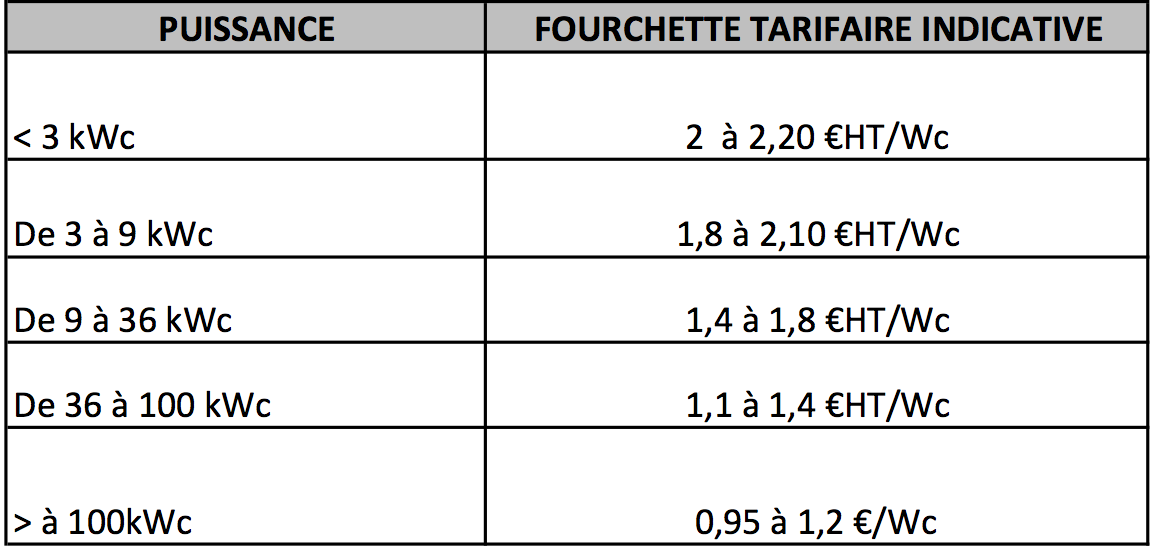 PUISSANCE FOURCHETTE TARIFAIRE INDICATIVE
< 3 kWc 2  à 2,20 €HT/Wc
De 3 à 9 kWc 1,8 à 2,10 €HT/Wc
De 9 à 36 kWc 1,4 à 1,8 €HT/Wc
De 36 à 100 kWc 1,1 à 1,4 €HT/Wc
> à 100kWc 0,95 à 1,2 €/Wc